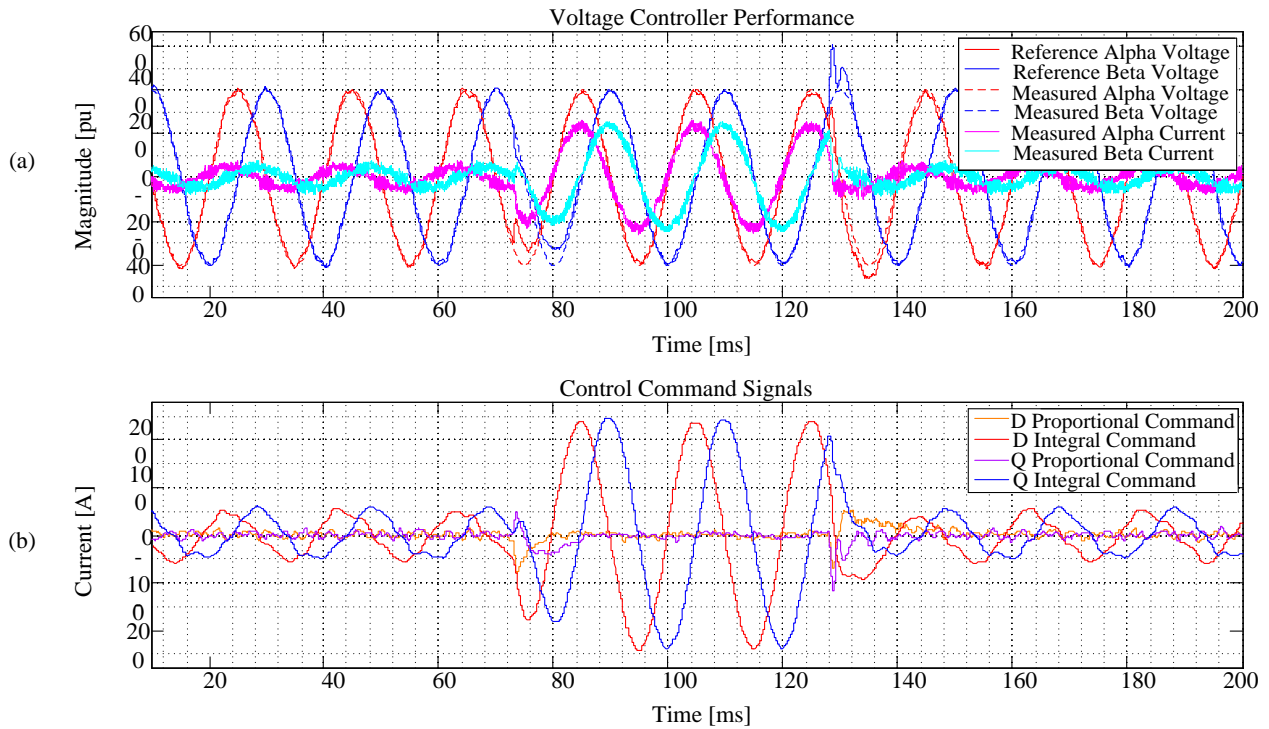 Voltage Controller Performance
60
0
40
0
20
0
0
-
20
0
-
40
0
Magnitude [pu]
(a)
Reference Alpha Voltage
Reference Beta Voltage
Measured Alpha Voltage
Measured Beta Voltage
Measured Alpha Current
Measured Beta Current
20 40 60 80 100 120 140 160 180 200
Time [ms]
Control Command Signals
20
0
10
0
0
10
0
20
0
Current [A]
(b)
D Proportional Command
D Integral Command
Q Proportional Command
Q Integral Command
20 40 60 80 100 120 140 160 180 200
Time [ms]